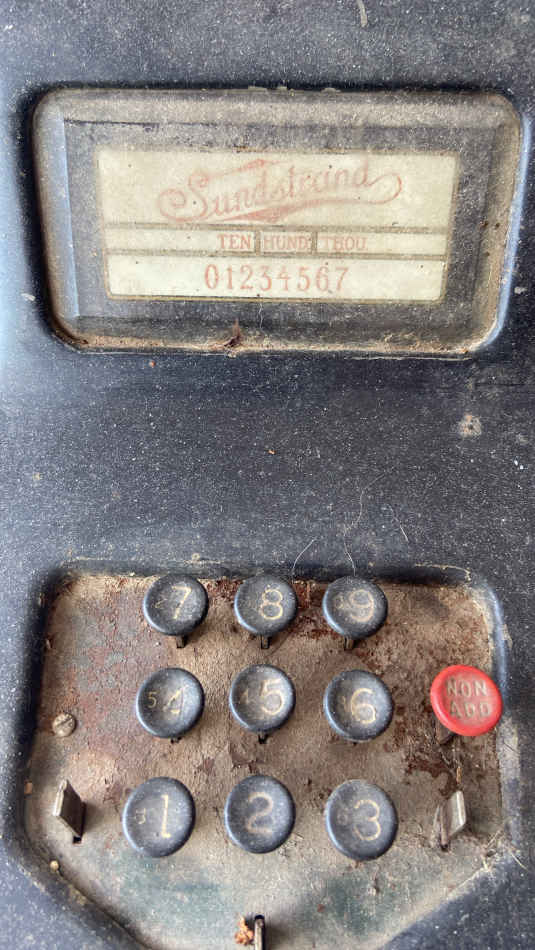 Sundstrand
TEN HUND. THOU.
01234567
7 8 9
4 5 6
NON
ADD
1 2 3